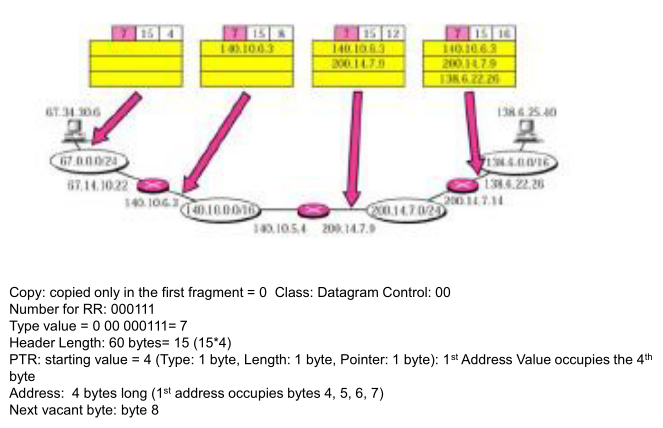 7 15 4
7 15 8
140.10.6.3
7 15 12
140.10.6.3
200.14.7.9
7 15 16
140.10.6.3
200.14.7.9
138.6.22.26
67.34.30.6
138.6.25.40
67.0.0.0/24
138.6.0.0/16
67.14.10.22
138.6.22.26
140.10.6.3
140.10.0.0/16
200.14.7.0/24
200.14.7.14
140.10.5.4
200.14.7.9
Copy: copied only in the first fragment = 0 Class: Datagram Control: 00
Number for RR: 000111
Type value = 0 00 000111= 7
Header Length: 60 bytes= 15 (15*4)
PTR: starting value = 4 (Type: 1 byte, Length: 1 byte, Pointer: 1 byte): 1st Address Value occupies the 4th
byte
Address:  4 bytes long (1st address occupies bytes 4, 5, 6, 7)
Next vacant byte: byte 8